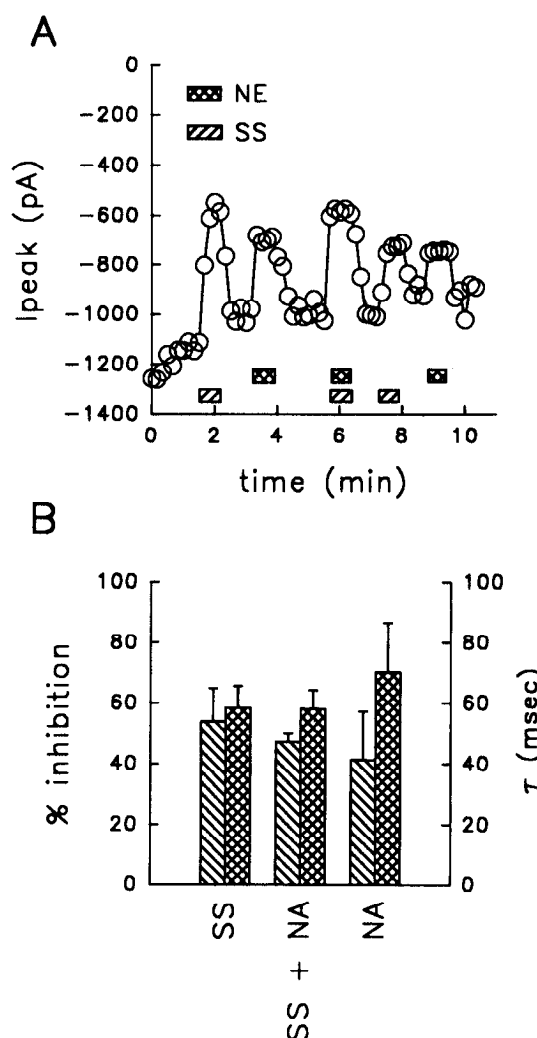 A
0
-200
-400
-600
-800
-1000
-1200
-1400
Ipeak (pA)
NE
SS
0 2 4 6 8 10
time (min)
B
100
80
60
40
20
0
% inhibition
100
80
60
40
20
0
τ (msec)
SS
SS + NA
NA